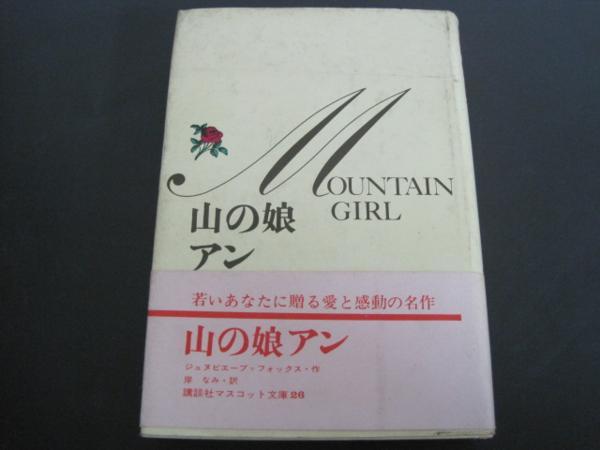 MOUNTAIN
GIRL
山の娘
アン
若いあなたに贈る愛と感動の名作
山の娘アン
ジュヌビエーブ・フォックス・作
岸 なみ・訳
講談社マスコット文庫26